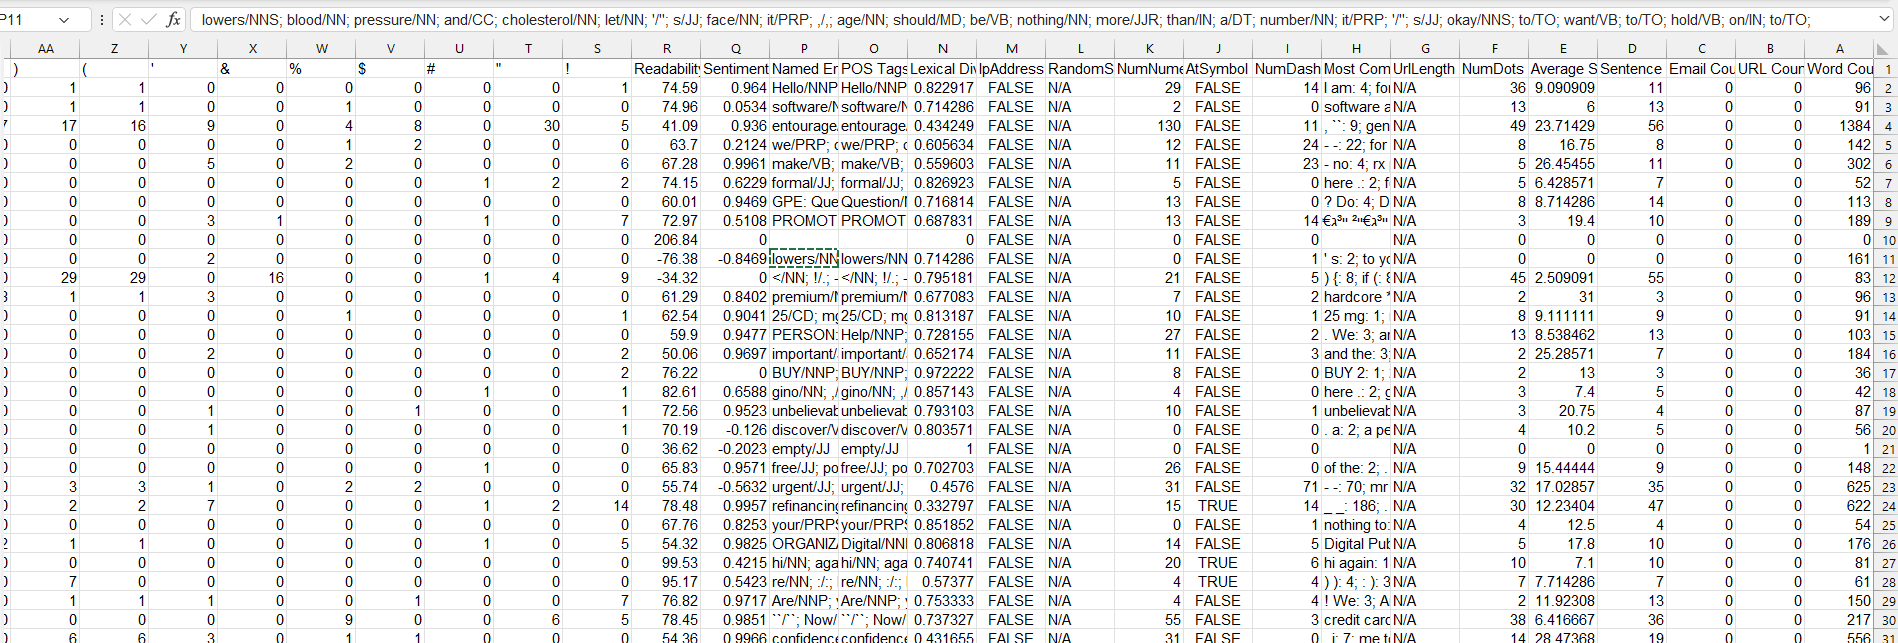 P11 fx lowers/NNS; blood/NN; pressure/NN; and/CC; cholesterol/NN; let/NN; '/''; s/JJ; face/NN; it/PRP; ,/,; age/NN; should/MD; be/VB; nothing/NN; more/JJR; than/IN; a/DT; number/NN; it/PRP; '/''; s/JJ; okay/NNS; to/TO; want/VB; to/TO; hold/VB; on/IN; to/TO;
AA Z Y X W V U T S R Q P O N M L K J I H G F E D C B A
) ( ' & % $ # " ! Readability Sentiment Named En POS Tags Lexical Div IpAddress RandomS NumNume AtSymbol NumDash Most Com UrlLength NumDots Average S Sentence Email Cou URL Coun Word Cou 1
1 1 0 0 0 0 0 0 1 74.59 0.964 Hello/NNP Hello/NNP 0.822917 FALSE N/A 29 FALSE 14 I am: 4; for N/A 36 9.090909 11 0 0 96 2
1 1 0 0 1 0 0 0 0 74.96 0.0534 software/N software/N 0.714286 FALSE N/A 2 FALSE 0 software a N/A 13 6 13 0 0 91 3
17 16 9 0 4 8 0 30 5 41.09 0.936 entourage entourage 0.434249 FALSE N/A 130 FALSE 11 , ``: 9; gen N/A 49 23.71429 56 0 0 1384 4
0 0 0 0 1 2 0 0 0 63.7 0.2124 we/PRP; we/PRP; 0.605634 FALSE N/A 12 FALSE 24 - -: 22; for N/A 8 16.75 8 0 0 142 5
0 0 5 0 2 0 0 0 6 67.28 0.9961 make/VB; make/VB; 0.559603 FALSE N/A 11 FALSE 23 - no: 4; rx N/A 5 26.45455 11 0 0 302 6
0 0 0 0 0 0 1 2 2 74.15 0.6229 formal/JJ; formal/JJ; 0.826923 FALSE N/A 5 FALSE 0 here .: 2; f N/A 5 6.428571 7 0 0 52 7
0 0 0 0 0 0 0 0 0 60.01 0.9469 GPE: Que Question/ 0.716814 FALSE N/A 13 FALSE 0 ? Do: 4; D N/A 8 8.714286 14 0 0 113 8
0 0 3 1 0 0 1 0 7 72.97 0.5108 PROMOT PROMOT 0.687831 FALSE N/A 13 FALSE 14 N/A 3 19.4 10 0 0 189 9
0 0 0 0 0 0 0 0 0 206.84 0 0 FALSE N/A 0 FALSE 0 N/A 0 0 0 0 0 0 10
0 0 2 0 0 0 0 0 0 -76.38 -0.8469 lowers/NN lowers/NN 0.714286 FALSE N/A 0 FALSE 1 ' s: 2; to yo N/A 0 0 0 0 0 161 11
29 29 0 16 0 0 1 4 9 -34.32 0 </NN; !/.; - </NN; !/.; - 0.795181 FALSE N/A 21 FALSE 5 ) {: 8; if (: 8 N/A 45 2.509091 55 0 0 83 12
1 1 3 0 0 0 0 0 0 61.29 0.8402 premium/ premium/ 0.677083 FALSE N/A 7 FALSE 2 hardcore * N/A 2 31 3 0 0 96 13
0 0 0 0 1 0 0 0 1 62.54 0.9041 25/CD; mg 25/CD; mg 0.813187 FALSE N/A 10 FALSE 1 25 mg: 1; N/A 8 9.111111 9 0 0 91 14
0 0 0 0 0 0 0 0 0 59.9 0.9477 PERSON: Help/NNP; 0.728155 FALSE N/A 27 FALSE 2 . We: 3; ar N/A 13 8.538462 13 0 0 103 15
0 0 2 0 0 0 0 0 2 50.06 0.9697 important/ important/ 0.652174 FALSE N/A 11 FALSE 3 and the: 3; N/A 2 25.28571 7 0 0 184 16
0 0 0 0 0 0 0 0 2 76.22 0 BUY/NNP; BUY/NNP; 0.972222 FALSE N/A 8 FALSE 0 BUY 2: 1; N/A 2 13 3 0 0 36 17
0 0 0 0 0 0 1 0 1 82.61 0.6588 gino/NN; ,/ gino/NN; ,/ 0.857143 FALSE N/A 4 FALSE 0 here .: 2; g N/A 3 7.4 5 0 0 42 18
0 0 1 0 0 1 0 0 1 72.56 0.9523 unbelievab unbelievab 0.793103 FALSE N/A 10 FALSE 1 unbelievab N/A 3 20.75 4 0 0 87 19
0 0 1 0 0 0 0 0 1 70.19 -0.126 discover/V discover/V 0.803571 FALSE N/A 0 FALSE 0 . a: 2; a pe N/A 4 10.2 5 0 0 56 20
0 0 0 0 0 0 0 0 0 36.62 -0.2023 empty/JJ empty/JJ 1 FALSE N/A 0 FALSE 0 N/A 0 0 0 0 0 1 21
0 0 0 0 0 0 1 0 0 65.83 0.9571 free/JJ; po free/JJ; po 0.702703 FALSE N/A 26 FALSE 0 of the: 2; . N/A 9 15.44444 9 0 0 148 22
3 3 1 0 2 2 0 0 0 55.74 -0.5632 urgent/JJ; urgent/JJ; 0.4576 FALSE N/A 31 FALSE 71 - -: 70; mr N/A 32 17.02857 35 0 0 625 23
2 2 7 0 0 0 1 2 14 78.48 0.9957 refinancing refinancing 0.332797 FALSE N/A 15 TRUE 14 _ _: 186; . N/A 30 12.23404 47 0 0 622 24
0 0 0 0 0 0 0 0 0 67.76 0.8253 your/PRP$ your/PRP$ 0.851852 FALSE N/A 0 FALSE 1 nothing to: N/A 4 12.5 4 0 0 54 25
1 1 0 0 0 0 1 0 5 54.32 0.9825 ORGANIZ Digital/NN 0.806818 FALSE N/A 14 FALSE 5 Digital Pub N/A 5 17.8 10 0 0 176 26
0 0 0 0 0 0 0 0 0 99.53 0.4215 hi/NN; aga hi/NN; aga 0.740741 FALSE N/A 20 TRUE 6 hi again: 1 N/A 10 7.1 10 0 0 81 27
7 0 0 0 0 0 0 0 0 95.17 0.5423 re/NN; :/:; re/NN; :/:; 0.57377 FALSE N/A 4 TRUE 4 ) ): 4; : ): 3 N/A 7 7.714286 7 0 0 61 28
1 1 1 0 0 1 0 0 7 76.82 0.9717 Are/NNP; Are/NNP; 0.753333 FALSE N/A 4 FALSE 4 ! We: 3; A N/A 2 11.92308 13 0 0 150 29
0 0 0 0 9 0 0 6 5 78.45 0.9851 ``/``; Now/ ``/``; Now/ 0.737327 FALSE N/A 55 FALSE 3 credit card N/A 38 6.416667 36 0 0 217 30
6 6 3 0 1 1 0 0 0 54.36 0.9966 confidence confidence 0.431655 FALSE N/A 31 FALSE 0 N/A 14 28.47368 19 0 0 556 31